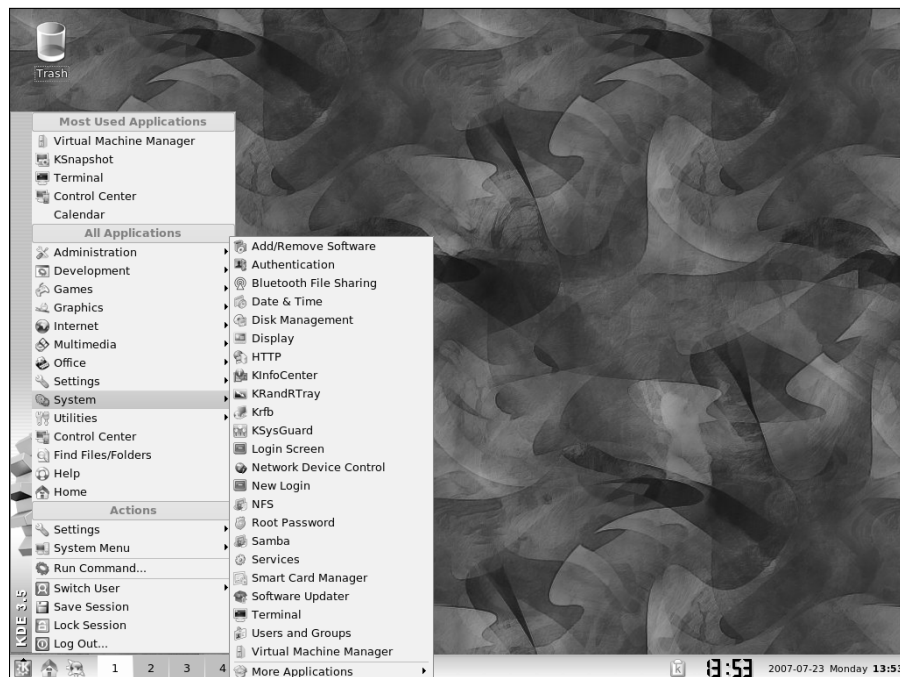 Trash
Most Used Applications
Virtual Machine Manager
KSnapshot
Terminal
Control Center
Calendar
All Applications
Administration
Development
Games
Graphics
Internet
Multimedia
Office
Settings
System
Utilities
Control Center
Find Files/Folders
Help
Home
Actions
Settings
System Menu
Run Command...
Switch User
Save Session
Lock Session
Log Out...
KDE 3.5
Add/Remove Software
Authentication
Bluetooth File Sharing
Date & Time
Disk Management
Display
HTTP
KInfoCenter
KRandRTray
Krfb
KSysGuard
Login Screen
Network Device Control
New Login
NFS
Root Password
Samba
Services
Smart Card Manager
Software Updater
Terminal
Users and Groups
Virtual Machine Manager
More Applications
1 2 3 4
13:53 2007-07-23 Monday 13:53